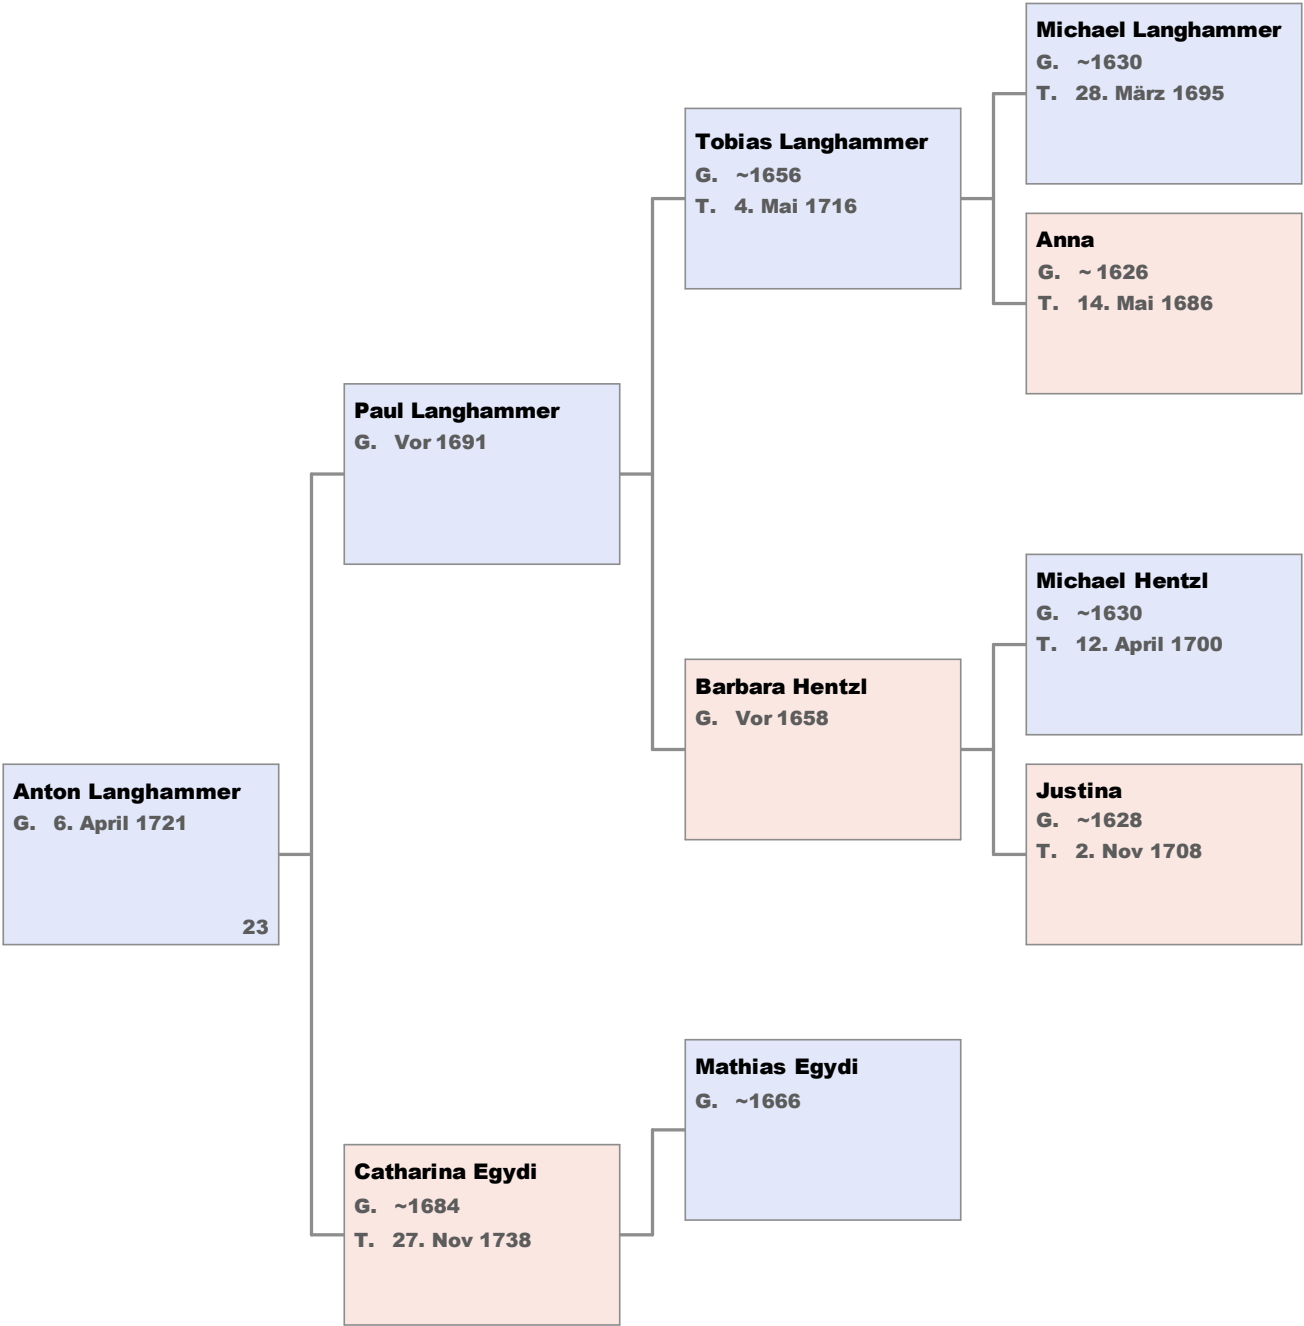 Michael Langhammer
G. ~1630
T. 28. März 1695
Tobias Langhammer
G. ~1656
T. 4. Mai 1716
Anna
G. ~ 1626
T. 14. Mai 1686
Paul Langhammer
G. Vor 1691
Michael Hentzl
G. ~1630
T. 12. April 1700
Barbara Hentzl
G. Vor 1658
Justina
G. ~1628
T. 2. Nov 1708
Anton Langhammer
G. 6. April 1721
23
Mathias Egydi
G. ~1666
Catharina Egydi
G. ~1684
T. 27. Nov 1738